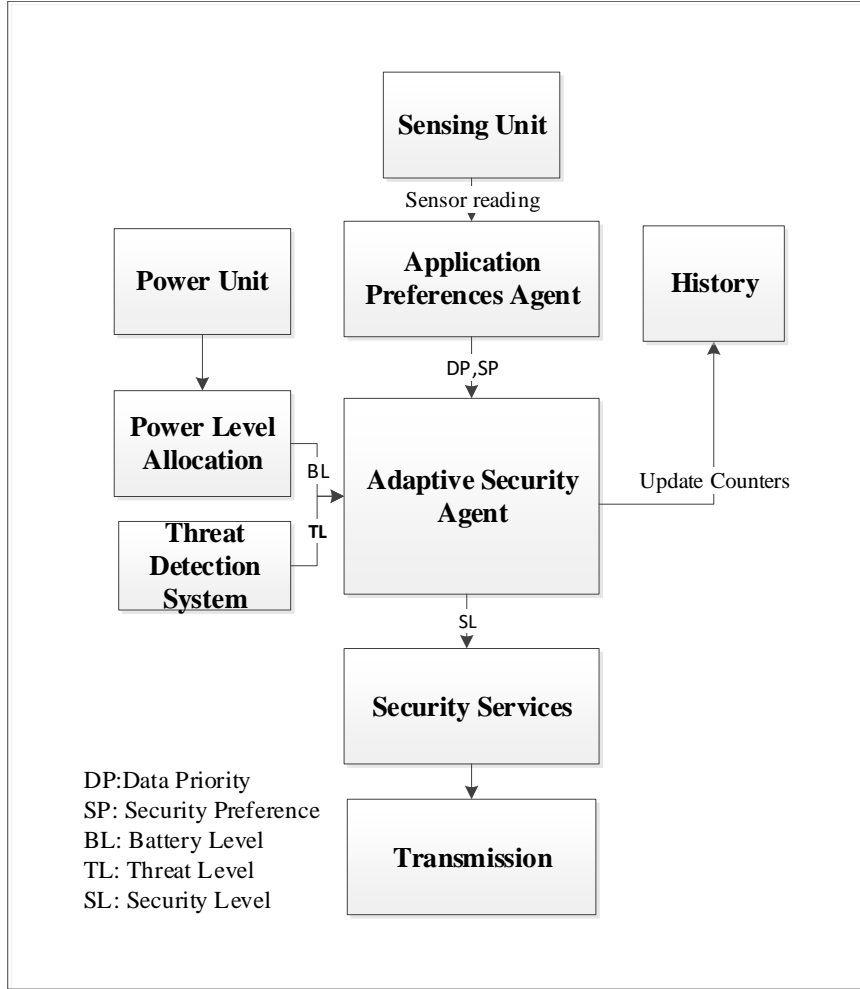 Sensing Unit
Sensor reading
Application
Preferences Agent
Power Unit
History
DP,SP
Power Level
Allocation
BL
Adaptive Security
Agent
Update Counters
TL
Threat
Detection
System
SL
Security Services
Transmission
DP:Data Priority
SP: Security Preference
BL: Battery Level
TL: Threat Level
SL: Security Level